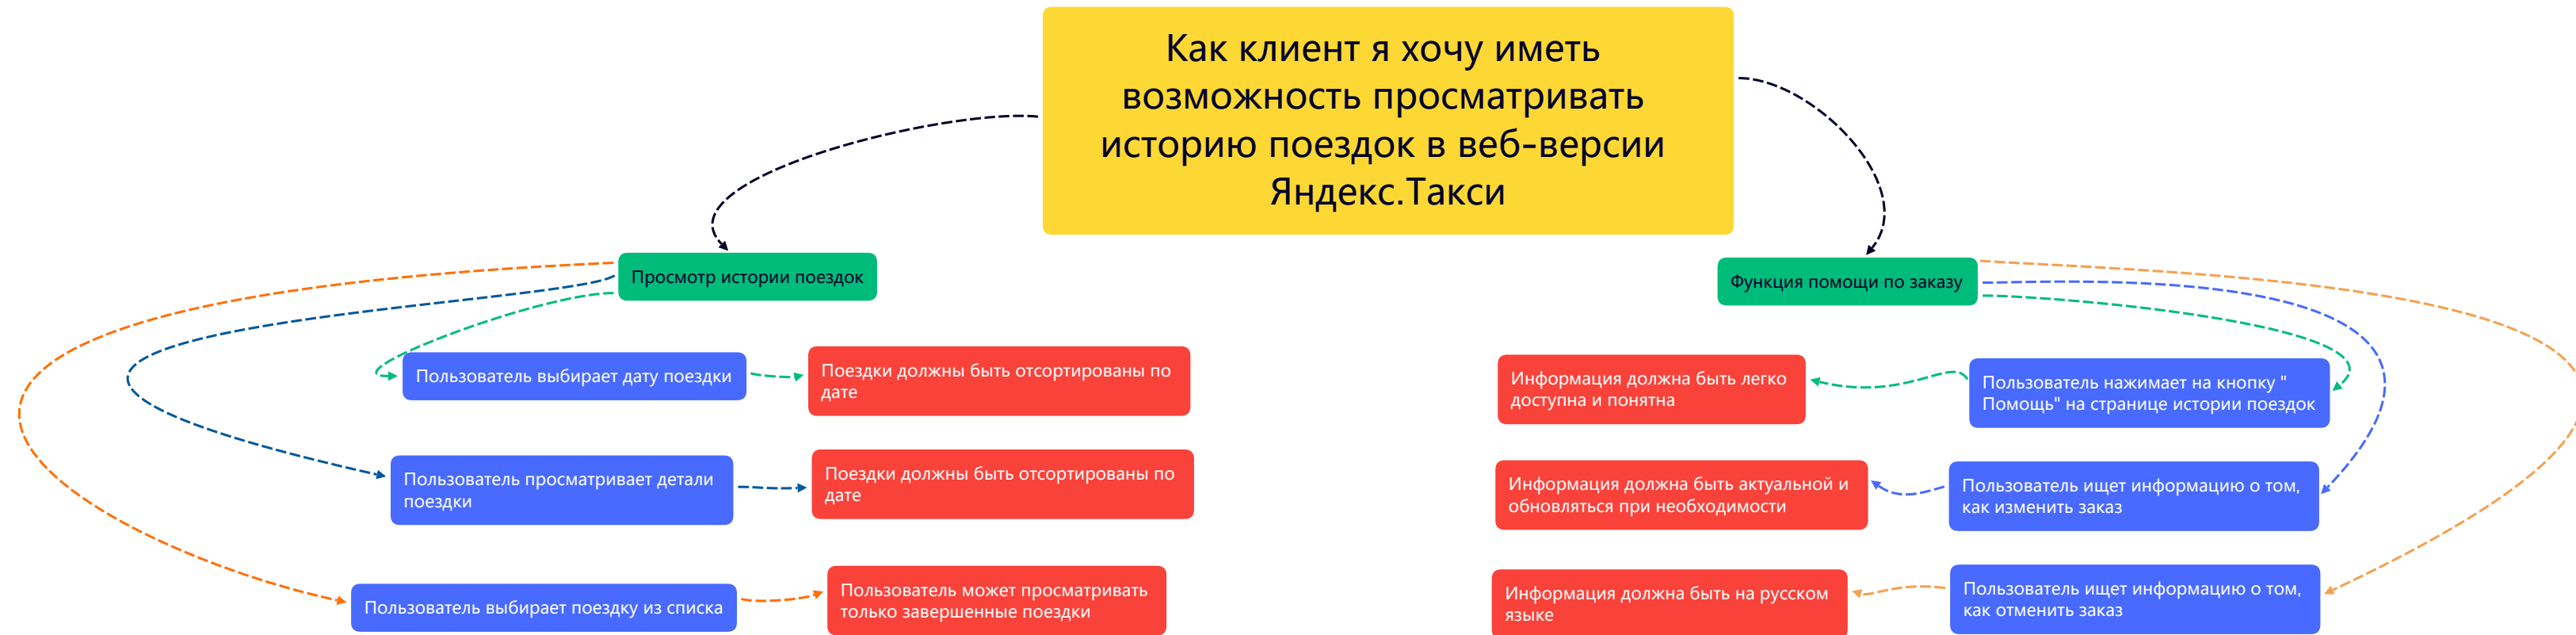 Как клиент я хочу иметь
возможность просматривать
историю поездок в веб-версии
Яндекс.Такси
Просмотр истории поездок
Функция помощи по заказу
Пользователь выбирает дату поездки
Поездки должны быть отсортированы по
дате
Информация должна быть легко
доступна и понятна
Пользователь нажимает на кнопку "
Помощь" на странице истории поездок
Пользователь просматривает детали
поездки
Поездки должны быть отсортированы по
дате
Информация должна быть актуальной и
обновляться при необходимости
Пользователь ищет информацию о том,
как изменить заказ
Пользователь выбирает поездку из списка
Пользователь может просматривать
только завершенные поездки
Информация должна быть на русском
языке
Пользователь ищет информацию о том,
как отменить заказ